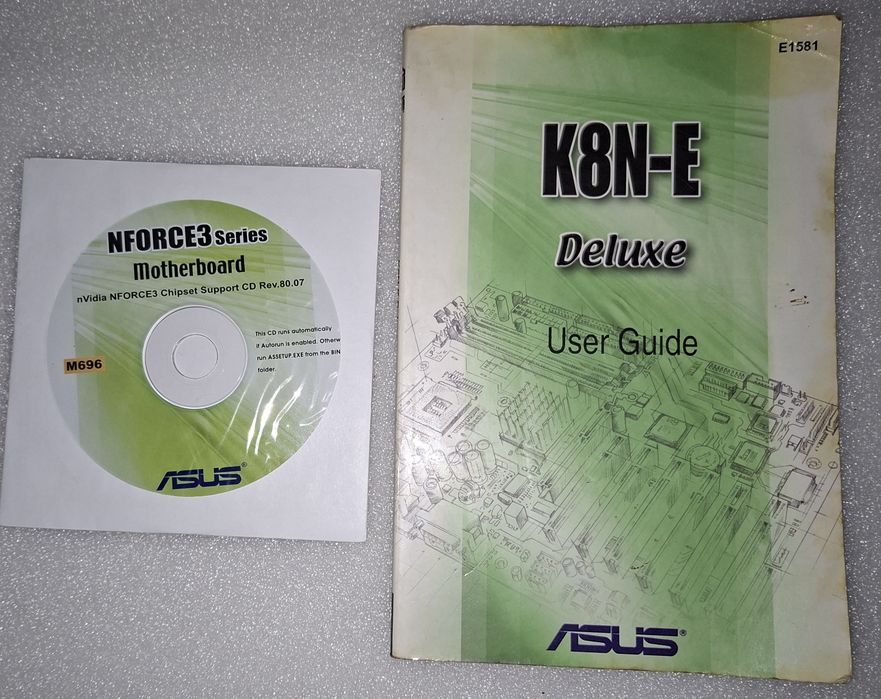 NFORCE3 Series
Motherboard
nVidia NFORCE3 Chipset Support CD Rev.80.07
This CD runs automatically
if Autorun is enabled. Otherw
run ASSETUP.EXE from the BIN
folder.
M696
ASUS®
E1581
K8N-E
Deluxe
User Guide
ASUS®